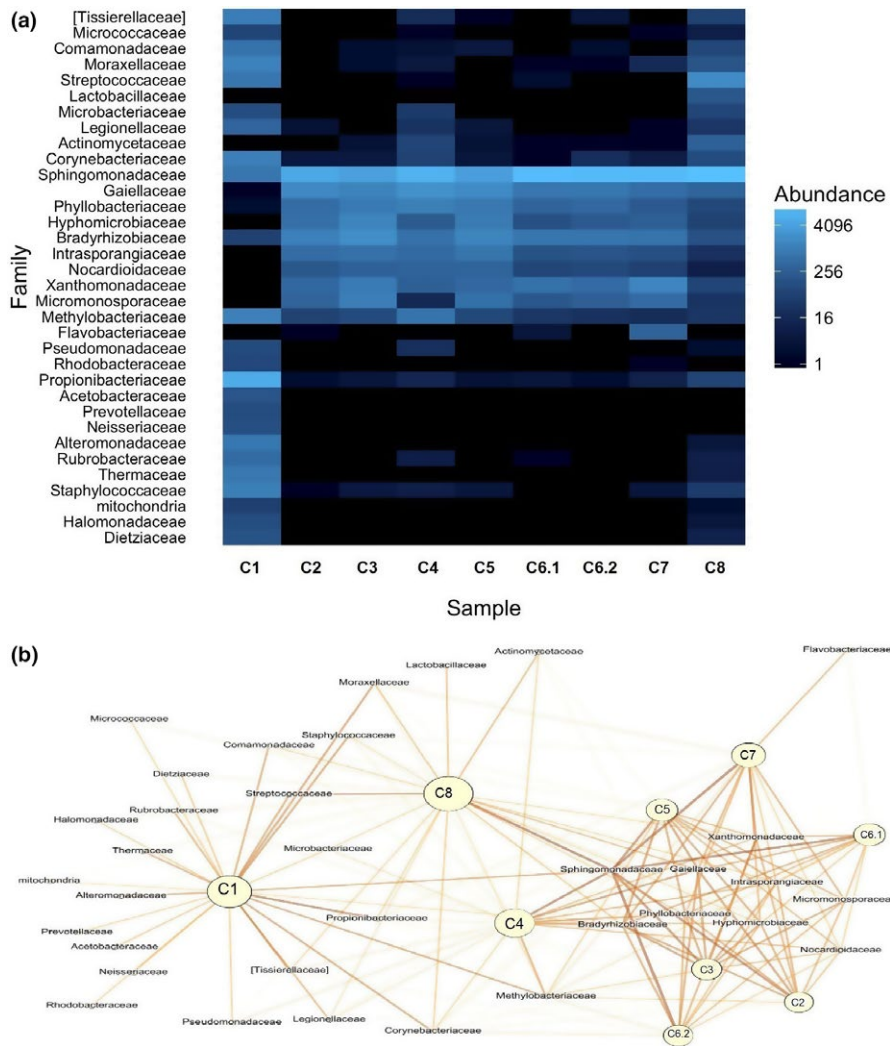 (a)
[Tissierellaceae]
Micrococcaceae
Comamonadaceae
Moraxellaceae
Streptococcaceae
Lactobacillaceae
Microbacteriaceae
Legionellaceae
Actinomycetaceae
Corynebacteriaceae
Sphingomonadaceae
Gaiellaceae
Phyllobacteriaceae
Hyphomicrobiaceae
Bradyrhizobiaceae
Intrasporangiaceae
Nocardioidaceae
Xanthomonadaceae
Micromonosporaceae
Methylobacteriaceae
Flavobacteriaceae
Pseudomonadaceae
Rhodobacteraceae
Propionibacteriaceae
Acetobacteraceae
Prevotellaceae
Neisseriaceae
Alteromonadaceae
Rubrobacteraceae
Thermaceae
Staphylococcaceae
mitochondria
Halomonadaceae
Dietziaceae
Family
C1 C2 C3 C4 C5 C6.1 C6.2 C7 C8
Sample
Abundance
4096
256
16
1
(b)
Actinomycetaceae
Flavobacteriaceae
Lactobacillaceae
Moraxellaceae
Micrococcaceae
Staphylococcaceae
Comamonadaceae
C7
Dietziaceae
C8
Streptococcaceae
C5
Rubrobacteraceae
Halomonadaceae
Xanthomonadaceae
C6.1
Microbacteriaceae
Thermaceae
Sphingomonadaceae
Gaiellaceae
mitochondria
C1
Intrasporangiaceae
Alteromonadaceae
Micromonosporaceae
Phyllobacteriaceae
Propionibacteriaceae
C4
Bradyrhizobiaceae
Hyphomicrobiaceae
Prevotellaceae
Acetobacteraceae
Nocardioidaceae
Neisseriaceae
[Tissierellaceae]
C3
Methylobacteriaceae
C2
Rhodobacteraceae
Pseudomonadaceae
Legionellaceae
Corynebacteriaceae
C6.2